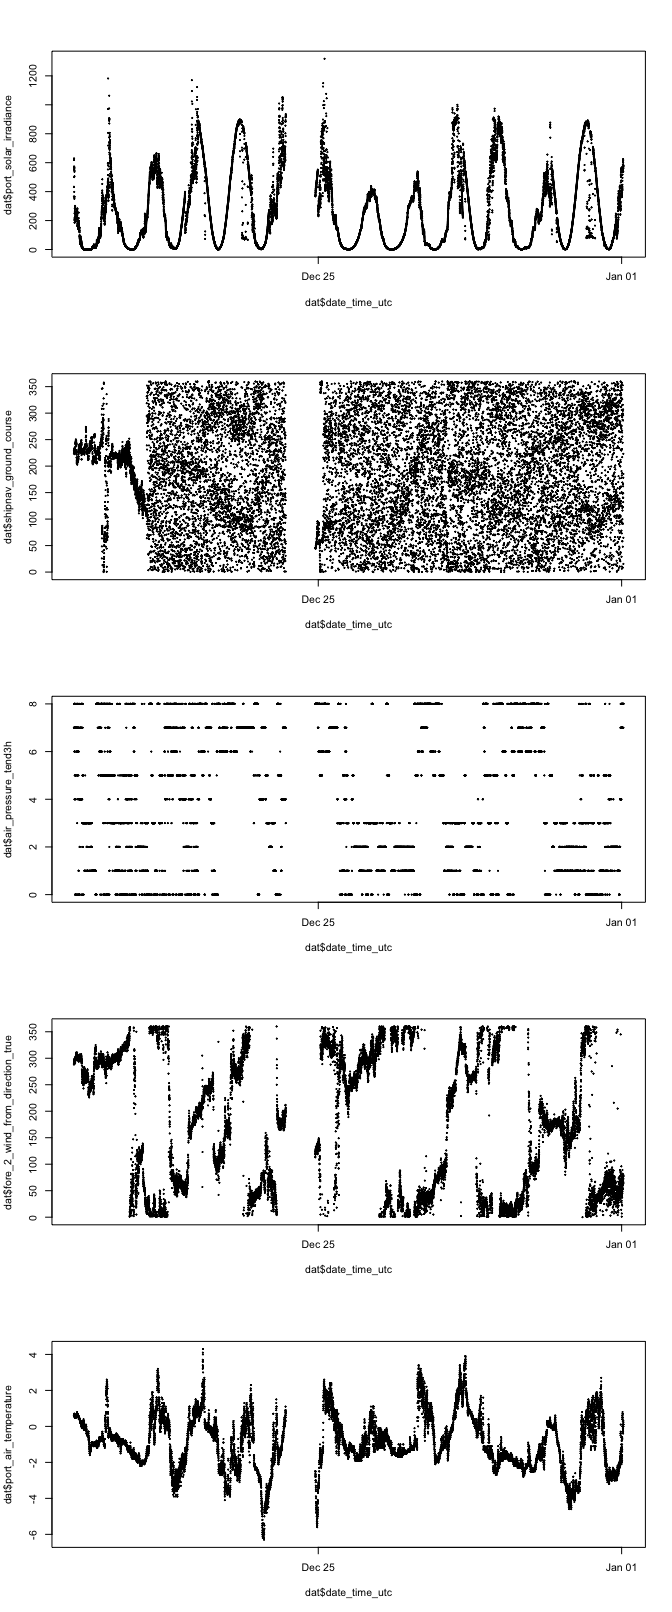 dat$port_solar_irradiance
0 200 400 600 800 1200
Dec 25 Jan 01
dat$date_time_utc
dat$shipnav_ground_course
0 50 100 150 200 250 300 350
Dec 25 Jan 01
dat$date_time_utc
dat$air_pressure_tend3h
0 2 4 6 8
Dec 25 Jan 01
dat$date_time_utc
dat$fore_2_wind_from_direction_true
0 50 100 150 200 250 300 350
Dec 25 Jan 01
dat$date_time_utc
dat$port_air_temperature
-6 -4 -2 0 2 4
Dec 25 Jan 01
dat$date_time_utc